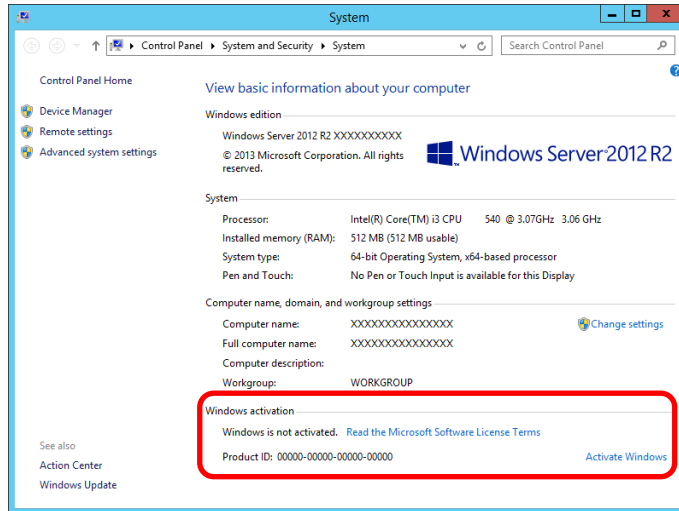 System
Control Panel System and Security System
Search Control Panel
Control Panel Home
Device Manager
Remote settings
Advanced system settings
See also
Action Center
Windows Update
View basic information about your computer
Windows edition
Windows Server 2012 R2 XXXXXXXXXX
© 2013 Microsoft Corporation. All rights
reserved.
Windows Server 2012 R2
System
Processor: Intel(R) Core(TM) i3 CPU 540 @ 3.07GHz 3.06 GHz
Installed memory (RAM): 512 MB (512 MB usable)
System type: 64-bit Operating System, x64-based processor
Pen and Touch: No Pen or Touch Input is available for this Display
Computer name, domain, and workgroup settings
Computer name: XXXXXXXXXXXXXXX Change settings
Full computer name: XXXXXXXXXXXXXXX
Computer description:
Workgroup: WORKGROUP
Windows activation
Windows is not activated. Read the Microsoft Software License Terms
Product ID: 00000-00000-00000-00000 Activate Windows